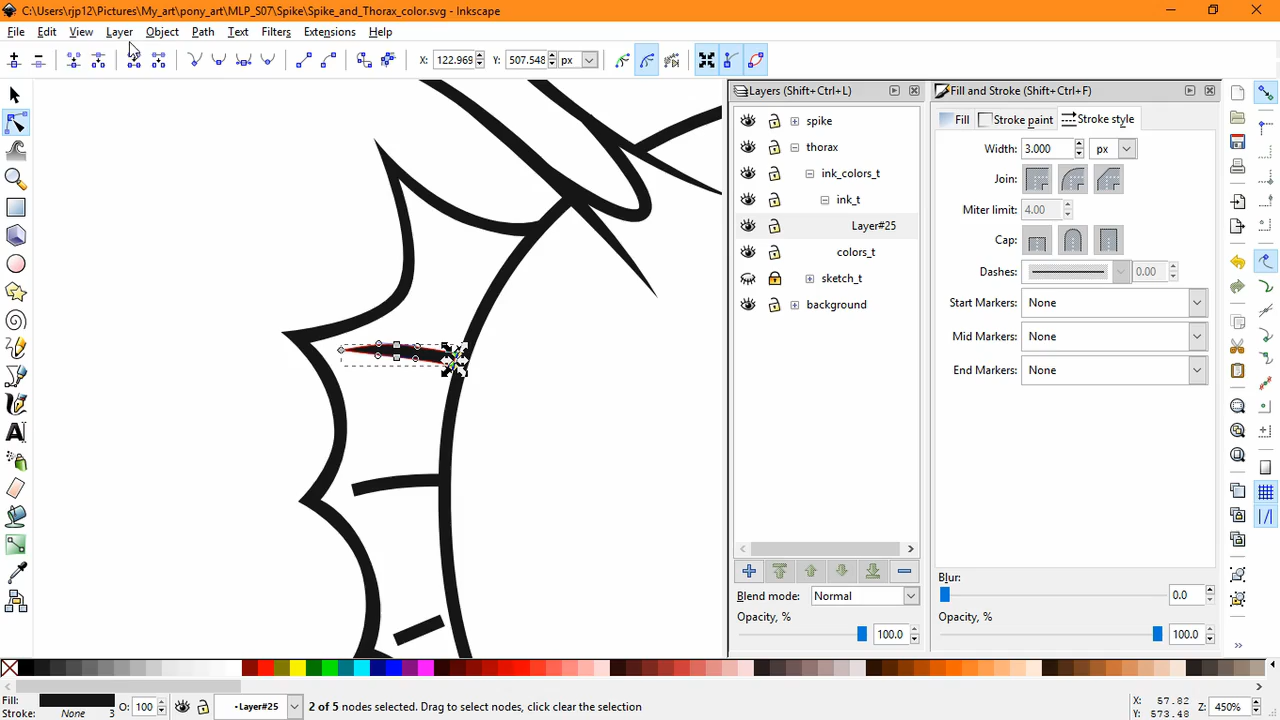 C:\Users\rjp12\Pictures\My_art\pony_art\MLP_S07\Spike\Spike_and_Thorax_color.svg - Inkscape
File Edit View Layer Object Path Text Filters Extensions Help
X: 122.969 Y: 507.548 px
Layers (Shift+Ctrl+L)
Fill and Stroke (Shift+Ctrl+F)
spike
thorax
ink_colors_t
ink_t
Layer#25
colors_t
sketch_t
background
Fill Stroke paint Stroke style
Width: 3.000 px
Join:
Miter limit: 4.00
Cap:
Dashes: 0.00
Start Markers: None
Mid Markers: None
End Markers: None
Blend mode: Normal
Opacity, % 100.0
Blur:
0.0
Opacity, %
100.0
Fill:
Stroke: None 3
O: 100
Layer#25
2 of 5 nodes selected. Drag to select nodes, click clear the selection
X: 57.82
Y: 573.48
Z: 450%